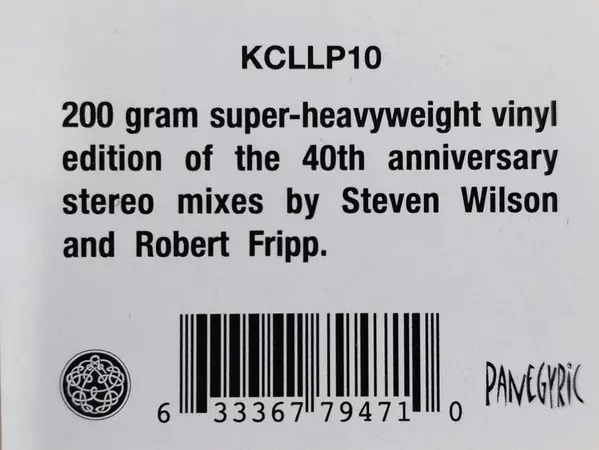 KCLLP10
200 gram super-heavyweight vinyl
edition of the 40th anniversary
stereo mixes by Steven Wilson
and Robert Fripp.
6 33367 79471 0
PANEGYRIC